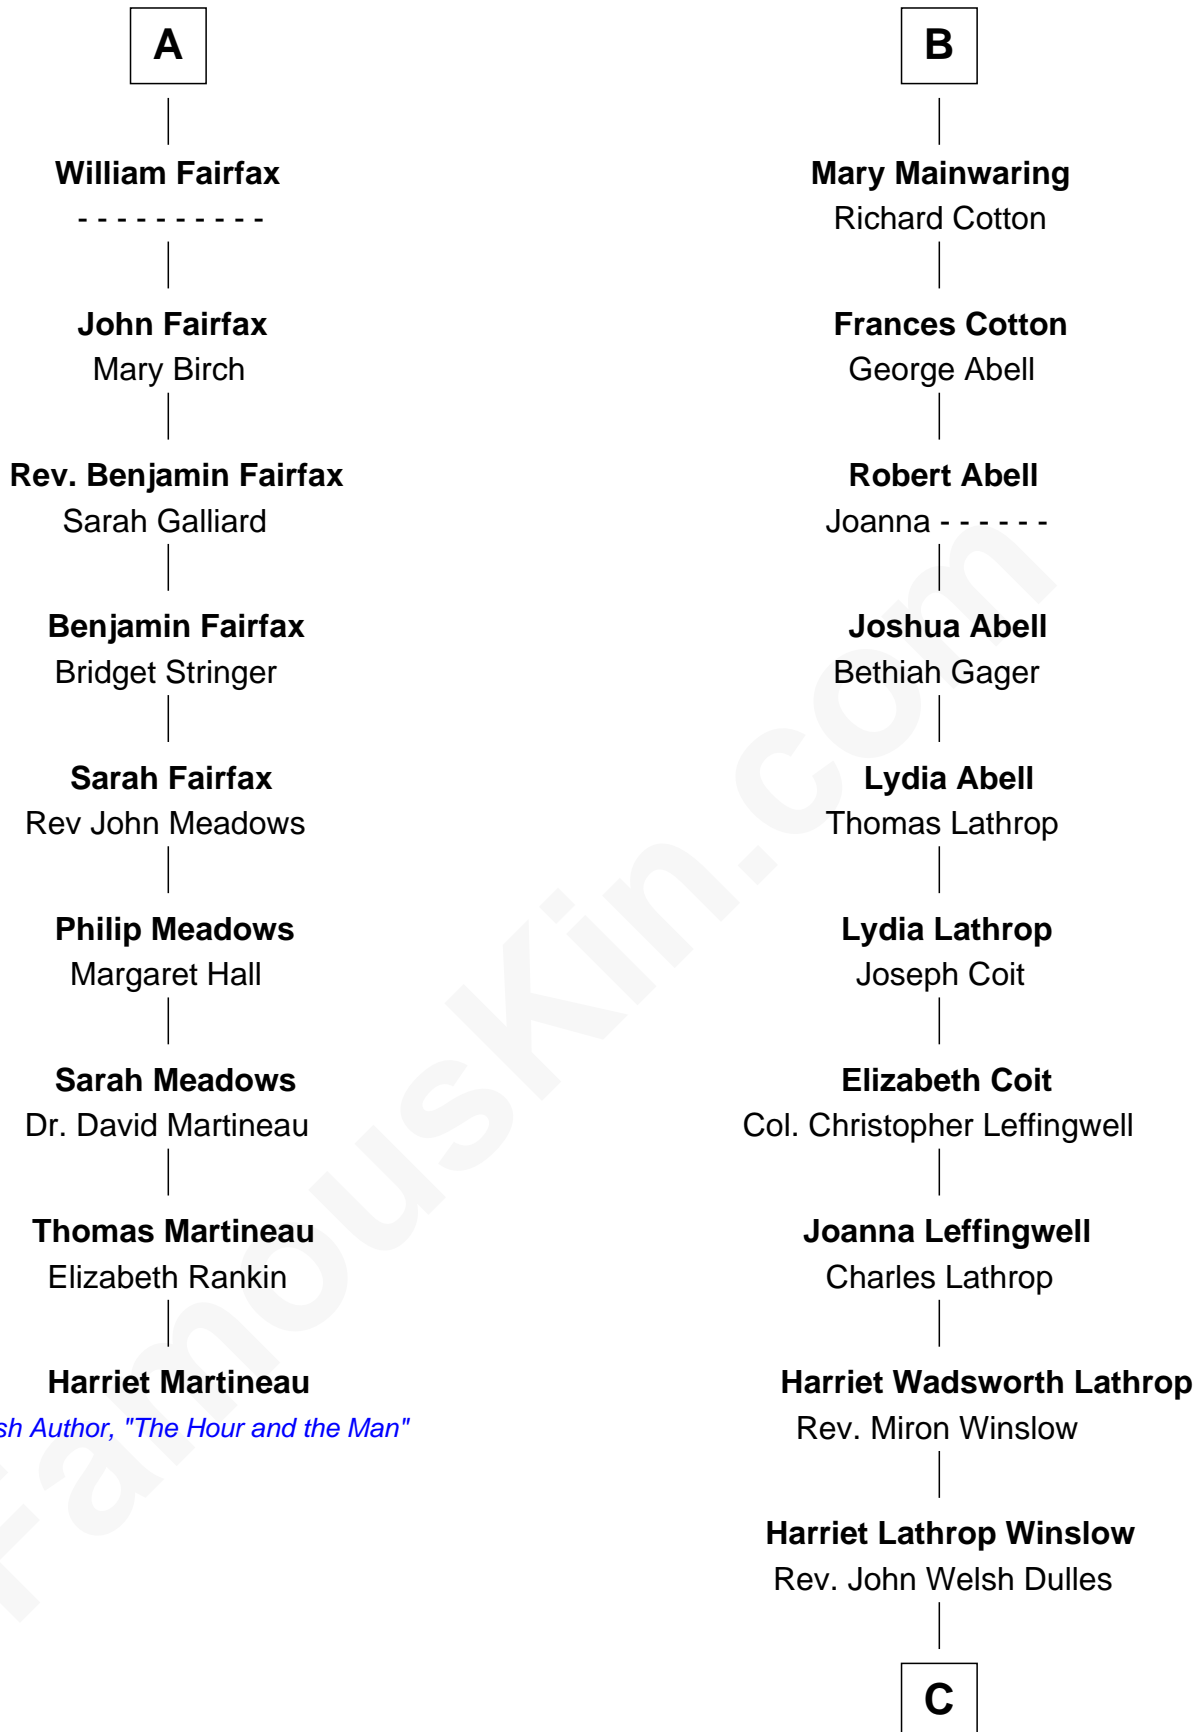 A
William Fairfax
- - - - - - - - - -
John Fairfax
Mary Birch
Rev. Benjamin Fairfax
Sarah Galliard
Benjamin Fairfax
Bridget Stringer
Sarah Fairfax
Rev John Meadows
Philip Meadows
Margaret Hall
Sarah Meadows
Dr. David Martineau
Thomas Martineau
Elizabeth Rankin
Harriet Martineau
sh Author, "The Hour and the Man"
B
Mary Mainwaring
Richard Cotton
Frances Cotton
George Abell
Robert Abell
Joanna - - - - - -
Joshua Abell
Bethiah Gager
Lydia Abell
Thomas Lathrop
Lydia Lathrop
Joseph Coit
Elizabeth Coit
Col. Christopher Leffingwell
Joanna Leffingwell
Charles Lathrop
Harriet Wadsworth Lathrop
Rev. Miron Winslow
Harriet Lathrop Winslow
Rev. John Welsh Dulles
C
FamousKin.com